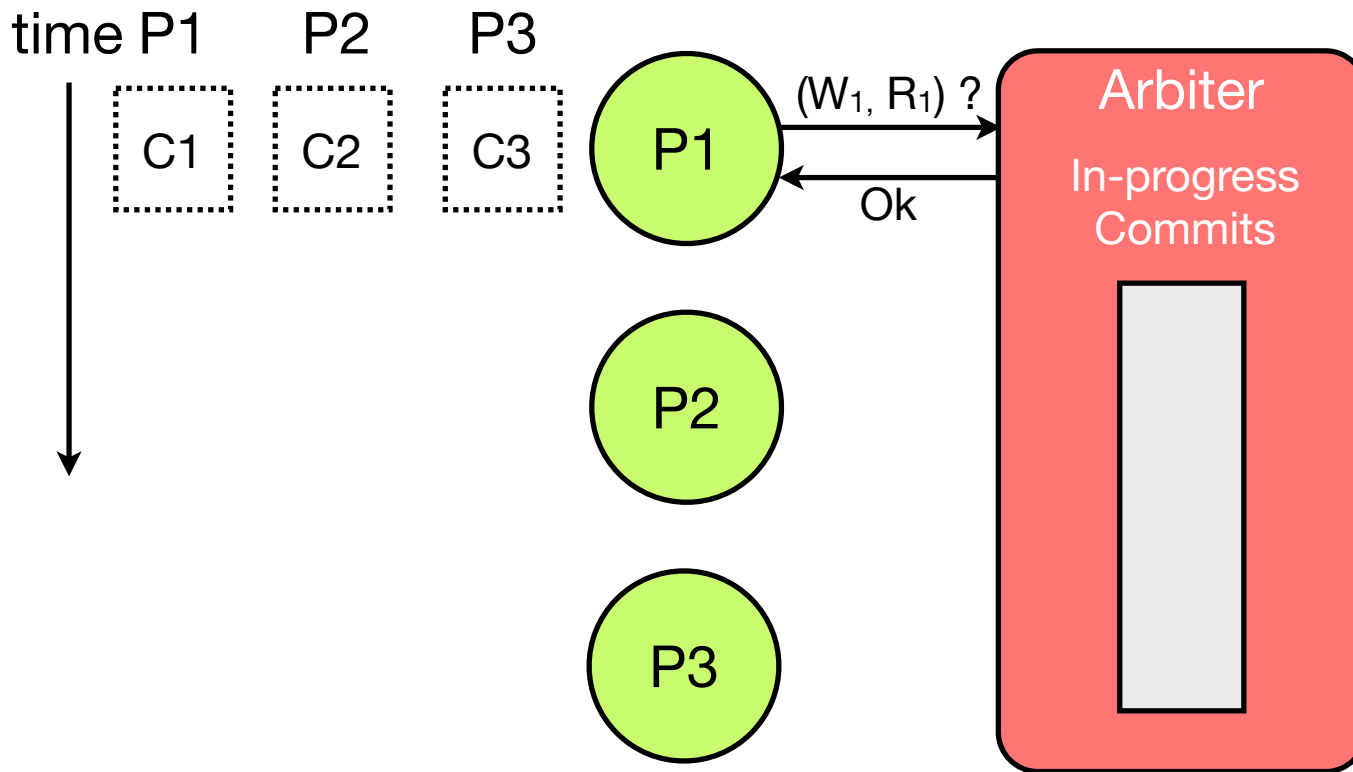 time P1 P2 P3
C1 C2 C3
P1
(W₁, R₁) ?
Ok
P2
P3
Arbiter
In-progress
Commits